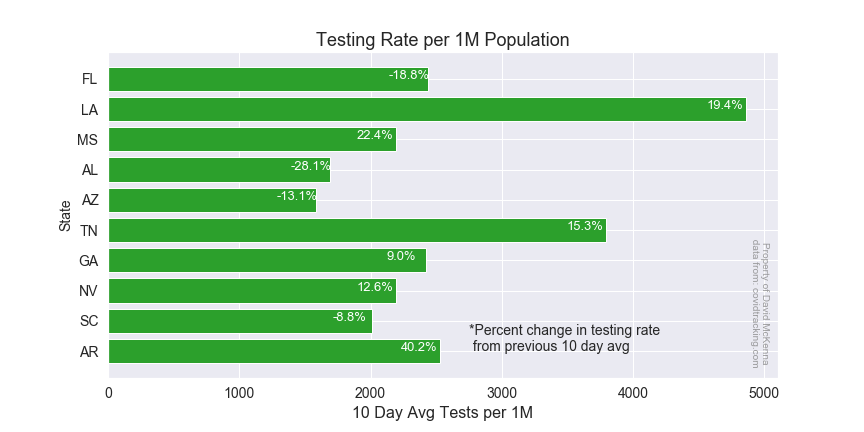 Testing Rate per 1M Population
State
FL
-18.8%
LA
19.4%
MS
22.4%
AL
-28.1%
AZ
-13.1%
TN
15.3%
GA
9.0%
NV
12.6%
SC
-8.8%
AR
40.2%
*Percent change in testing rate
from previous 10 day avg
Property of David McKenna
data from: covidtracking.com
0 1000 2000 3000 4000 5000
10 Day Avg Tests per 1M